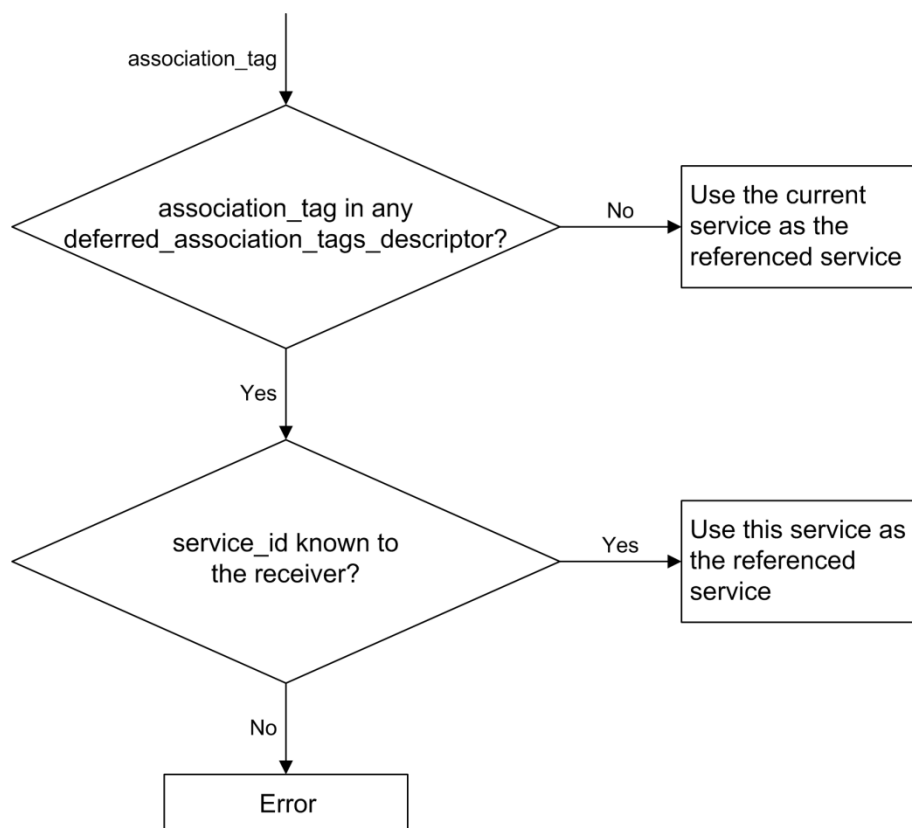 association_tag
association_tag in any
deferred_association_tags_descriptor?
No
Use the current
service as the
referenced service
Yes
service_id known to
the receiver?
Yes
Use this service as
the referenced
service
No
Error